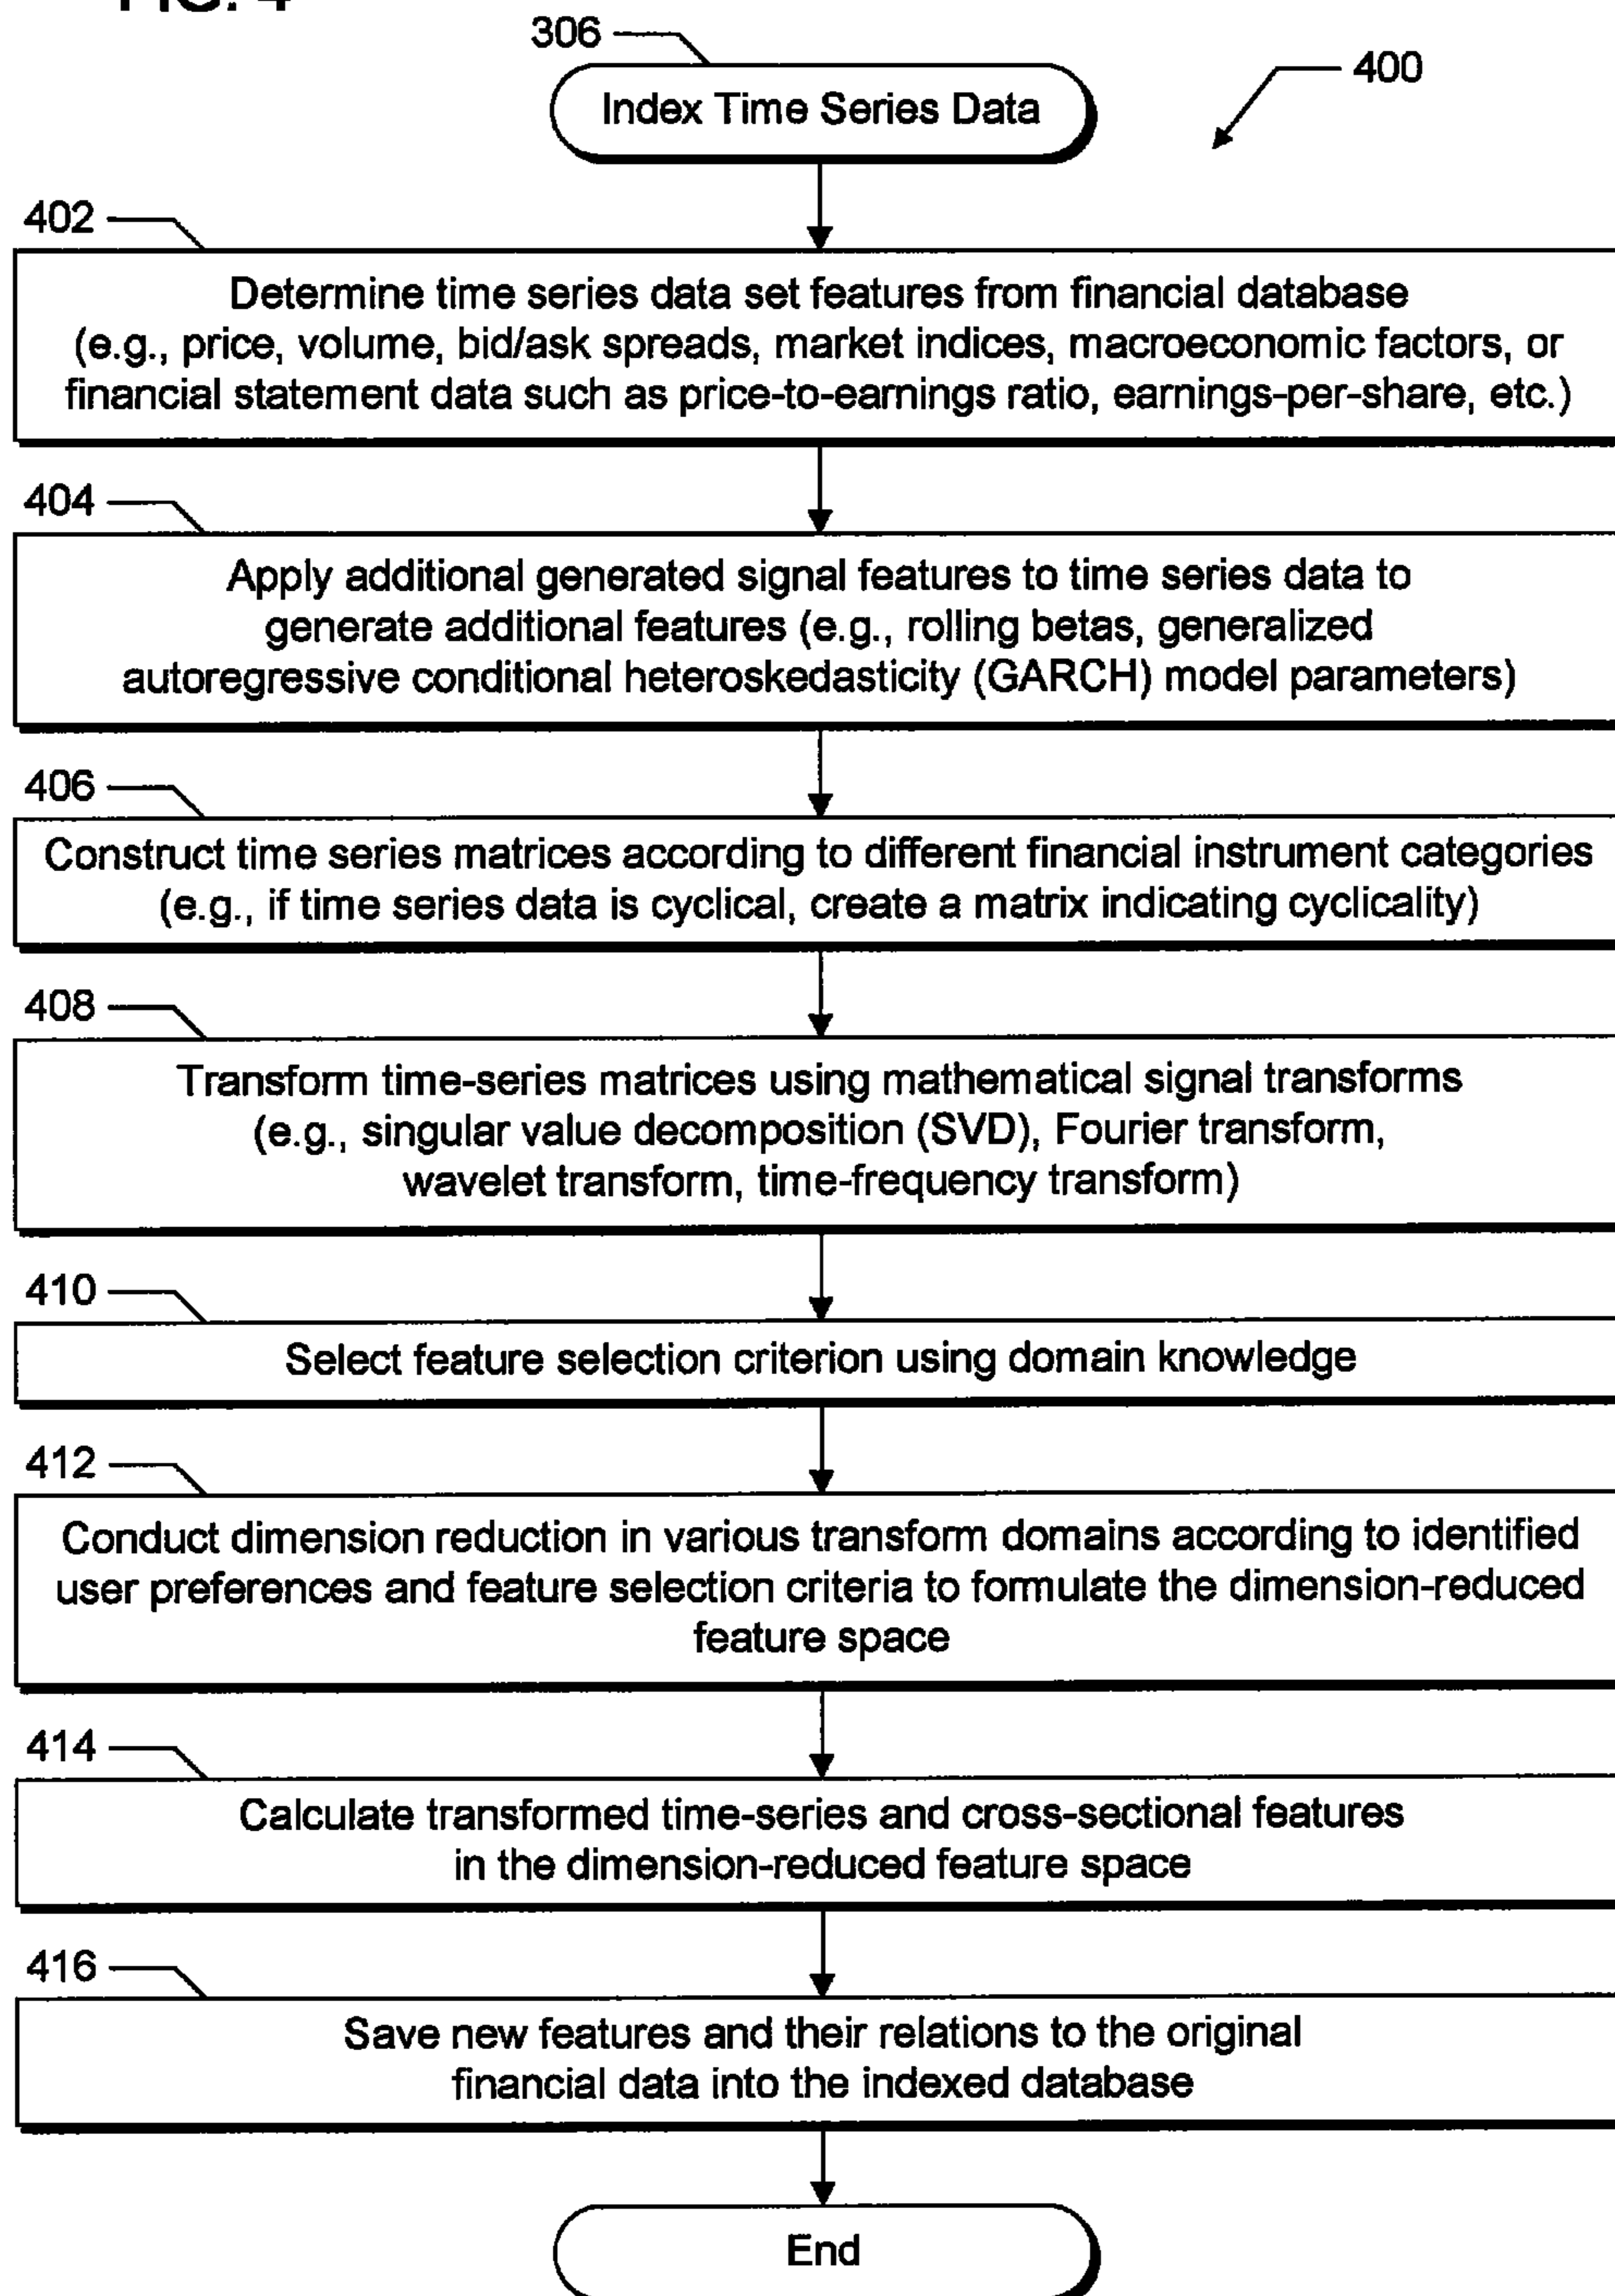 FIG. 4
306
400
Index Time Series Data
402
Determine time series data set features from financial database
(e.g., price, volume, bid/ask spreads, market indices, macroeconomic factors, or
financial statement data such as price-to-earnings ratio, earnings-per-share, etc.)
404
Apply additional generated signal features to time series data to
generate additional features (e.g., rolling betas, generalized
autoregressive conditional heteroskedasticity (GARCH) model parameters)
406
Construct time series matrices according to different financial instrument categories
(e.g., if time series data is cyclical, create a matrix indicating cyclicality)
408
Transform time-series matrices using mathematical signal transforms
(e.g., singular value decomposition (SVD), Fourier transform,
wavelet transform, time-frequency transform)
410
Select feature selection criterion using domain knowledge
412
Conduct dimension reduction in various transform domains according to identified
user preferences and feature selection criteria to formulate the dimension-reduced
feature space
414
Calculate transformed time-series and cross-sectional features
in the dimension-reduced feature space
416
Save new features and their relations to the original
financial data into the indexed database
End